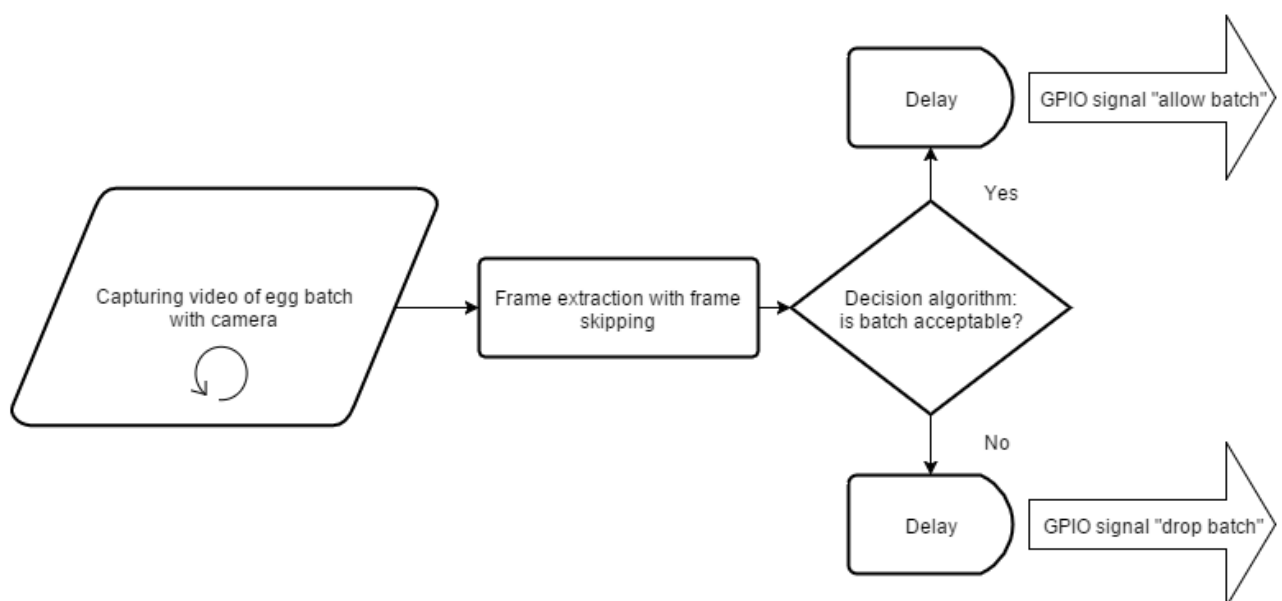 Delay
GPIO signal "allow batch"
Yes
Capturing video of egg batch
with camera
Frame extraction with frame
skipping
Decision algorithm:
is batch acceptable?
No
Delay
GPIO signal "drop batch"